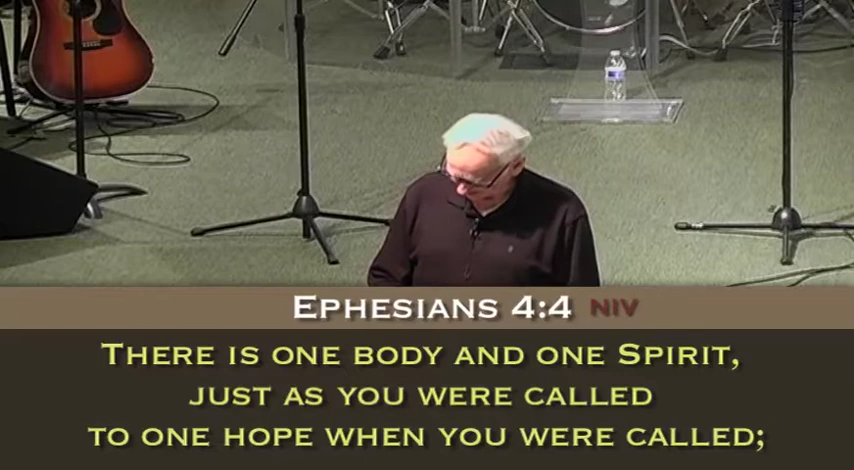 Ephesians 4:4 NIV
There is one body and one Spirit,
just as you were called
to one hope when you were called;